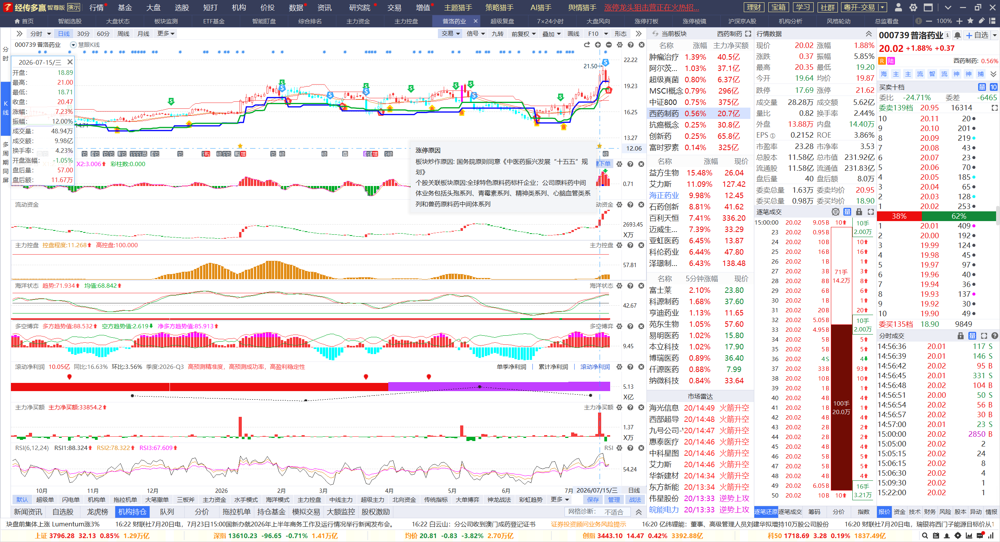 经传多赢 智尊版 演示 行情 基金 大盘 选股 短打 机构 价投 数据 资讯 研究院 交易 增值 主题猎手 策略猎手 AI猎手 舆情猎手 涨停龙头狙击营正在火热招... 理财 宝箱 学习 社群 粤开-交易
首页 智能选股 大盘状态 板块监测 ETF基金 智能盯盘 综合排名 主力资金 主力控盘 普洛药业 超级复盘 7×24小时 大盘风向 涨停打板 涨停棱镜 沪深京A股 机构分析 风格轮动 总监看盘 100%
分时 日线 30分 60分 周线 月线 更多 交易 信号 九转 前复权 叠加 画线 F10 形态
000739 普洛药业 慧眼K线
分时
K线
多周期同屏
2026-07-15/三
开盘: 18.89
最高: 21.00
最低: 18.71
收盘: 20.47
涨幅: 7.23%
振幅: 12.00%
成交量: 48.94万
成交额: 9.98亿
换手率: 4.23%
开盘涨幅: -1.05%
盘后量: 57.00
盘后额: 11.67万
21.50
22.22
19.23
16.25
13.27
12.06
涨停原因
板块炒作原因: 国务院原则同意《中医药振兴发展“十五五”规
划》
个股关联板块原因:全球特色原料药标杆企业；公司原料药中间
体业务包括头孢系列、青霉素系列、精神类系列、心脑血管类系
列和兽药原料药中间体系列
X2:3.006 彩柱数:0.000
0.71
流动资金
2693.45
X万
主力控盘 控盘程度:11.268 高控盘:100.000 主力控盘
57.81
海洋状态 趋势:71.934 均值:68.842 海洋状态
42.67
多空博弈 多方趋势值:88.532 空方趋势值:2.619 净多方趋势值:85.913 多空博弈
9.45
滚动净利润 10.05亿 同比:16.63% 环比:3.56% 季度:2026-Q3 高预测精准度，高预测成功率，高盈利稳定性 单季净利润 | 累计净利润 | 滚动净利润
5.13
X亿
主力净买额 主力净买额:33854.2 主力净买额
1.37
X万
RSI(6,12,24) RSI1:88.324 RSI2:78.322 RSI3:67.609 RSI
54.24
10月 11月 12月 2026 2月 3月 4月 5月 6月 7月 2026/07/15/三 日线
默认 超级单 闪电单 机构单 拖拉机单 大笔撤单 三板斧 主力资金 水手模式 海洋模式 主力控盘 中线主力 超级主力 北向资金 传统指标 大单博弈 神龙战法 彩虹趋势 更多 保存 管理 战法
新闻资讯 自选股 龙虎榜 机构持仓 队列 分价 拖拉机单 持仓基金 模拟交易 大额监控 股权激励 网格诊断: 不适合
当前板块 西药制药
名称 涨幅 主力净买额
肿瘤治疗 1.39% 40.5亿
阿尔茨... 1.03% 37.1亿
超级真菌 0.80% 6.37亿
MSCI概念 0.79% 296亿
中证800 0.75% 375亿
西药制药 0.56% 20.7亿
抗癌概念 0.25% 30.8亿
创新药 0.25% 65.8亿
富时罗素 0.14% 325亿
名称 涨幅 现价
益方生物 15.48% 26.04
艾力斯 11.09% 127.42
海正药业 9.98% 12.45
石药创新 8.81% 41.62
百利天恒 7.41% 336.20
迈威生... 7.39% 33.29
亚虹医药 6.45% 13.87
科伦药业 6.44% 47.80
泽璟制... 6.43% 138.48
名称 5分钟涨幅 现价
富士莱 2.10% 23.80
科源制药 1.68% 37.60
亨迪药业 1.13% 11.65
苑东生物 1.05% 57.60
易明医药 1.02% 15.80
本立科技 1.02% 17.90
博瑞医药 0.89% 36.40
仟源医药 0.88% 7.99
纳微科技 0.84% 33.64
市场雷达
海光信息 20/14:49 火箭升空
西部超导 20/14:48 火箭升空
九号公司- 20/14:47 火箭升空
惠泰医疗 20/14:46 火箭升空
中科星图 20/14:46 火箭升空
艾力斯 20/14:46 火箭升空
华新建材 20/14:34 火箭升空
东方新能 20/13:34 火箭升空
伟星股份 20/13:33 逆势上攻
皖能电力 20/13:33 逆势上攻
行情数据
现价 20.02 涨幅 1.88%
涨跌 0.37 振幅 5.85%
最高 20.35 最低 19.20
今开 19.64 均价 19.87
跌停 17.69 涨停 21.62
成交量 28.28万 成交额 5.62亿
量比 0.82 换手率 2.44%
外盘 13.88万 内盘 14.40万
EPS① 0.2152 ROE 3.86%
市盈率 23.28 市净率 3.53
总股本 11.58亿 总市值 231.92亿
流通股 11.58亿 流通值 231.83亿
盘后量 40 盘后额 8.0万
委卖总量 1.63万 委卖均价 20.95
委买总量 0.98万 委买均价 18.90
逐笔成交
15:00:00 20.02 9.05B 10
23 20.02 0.95B
24 20.02 10B 10
25 20.02 16B 16
26 20.02 1B 1
27 20.02 3B 3
28 20.02 8B 8
29 20.02 6B 6
30 20.02 1B 1
31 20.02 20B 20
32 20.02 5.05B
33 20.02 4.95B
34 20.02 5B 5
35 20.02 5B 5
36 20.02 4S 4
37 20.02 33B 93
38 20.02 10B 10
39 20.02 1B 1
40 20.02 4B 4
41 20.02 1B 1
42 20.02 4B 4
43 20.02 2B 2
44 20.02 2B 2
45 20.02 4B 4
46 20.02 5B 5
47 20.02 5B 5
48 20.02 4B 4
49 20.02 6.05B
50 20.02 10B 10
71手
14.2万
100手
20.0万
10手
2.00万
10手
2.00万
16手
3.21万
逐笔还原 逐笔成交 筹码 分价 指数
000739 普洛药业 自选
20.02 +1.88% +0.37
R 陆 西药制药: 0.56%
海 主 主 流 智 流 神 神 捕
买卖十档 量 10
委比 -24.71% 委差 -6465
委卖139档 20.95 16314
10 20.11 20
9 20.10 201
8 20.09 219
7 20.08 43
6 20.07 23
5 20.06 70
4 20.05 185
3 20.04 65
2 20.03 128
1 20.02 253
38% 62%
1 20.01 409
2 20.00 192
3 19.99 124
4 19.98 45
5 19.97 97
6 19.96 40
7 19.94 36
8 19.93 137
9 19.92 30
10 19.90 49
委买135档 18.90 9849
分时成交 量
14:56:36 20.01 117 S
14:56:39 20.01 146 S
14:56:42 20.02 95 B
14:56:45 20.01 331 S
14:56:48 20.02 104 B
14:56:51 20.00 50 S
14:56:54 20.02 56 B
14:56:57 20.02 30 B
14:57:00 20.01 23 S
15:00:00 20.02 2850 B
15:05:00 20.02 2
15:05:15 20.02 24
15:06:15 20.02 8
15:06:30 20.02 4
15:09:30 20.02 1
15:22:00 20.02 1
报价 资金 技术 财务 风险 股本 异动 情报
块盘前集体上涨 Lumentum涨3% 16:22 财联社7月20日电，7月23日15:00国新办就2026年上半年商务工作及运行情况举行新闻发布会。 16:22 白云山：分公司收到澳门成药登记证书 证券投资顾问业务风险提示 16:20 亿纬锂能：董事、高级管理人员刘建华拟增持10万股公司股份 16:20 财联社7月20日电，瑞银将西门子能源目标价从1
上证 3796.28 32.13 0.85% 1.29万亿 深指 13610.23 -96.65 -0.71% 1.41万亿 均价 20.81 -0.83 -3.82% 2.70万亿 创指 3443.10 14.47 0.42% 3392.88亿 科50 1718.69 3.28 0.19% 1837.49亿